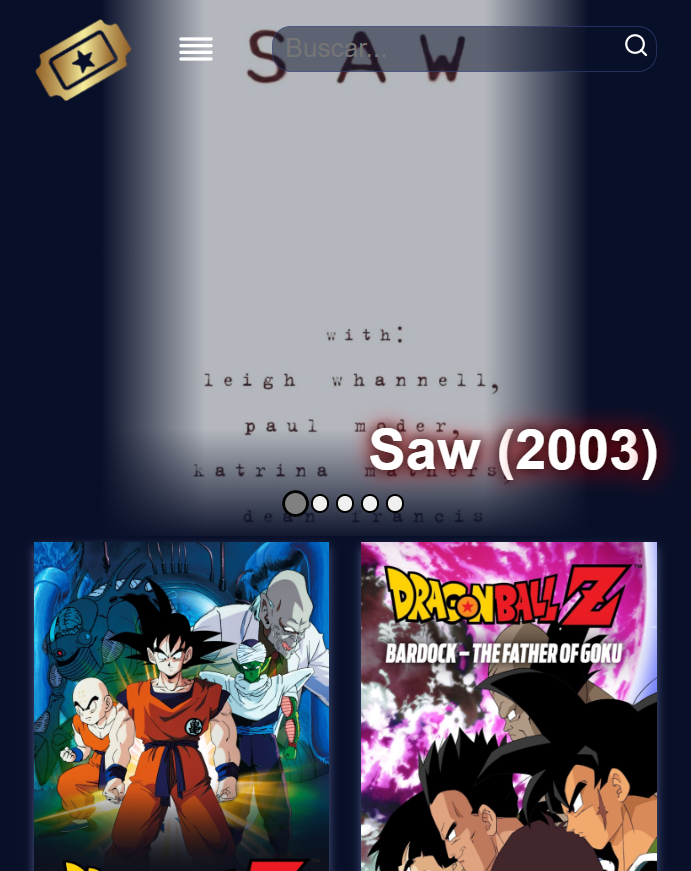 SAW
Buscar...
with:
leigh whannell,
paul moder,
Saw (2003)
katrina mathers,
dean francis
DRAGON BALL Z
BARDOCK – THE FATHER OF GOKU